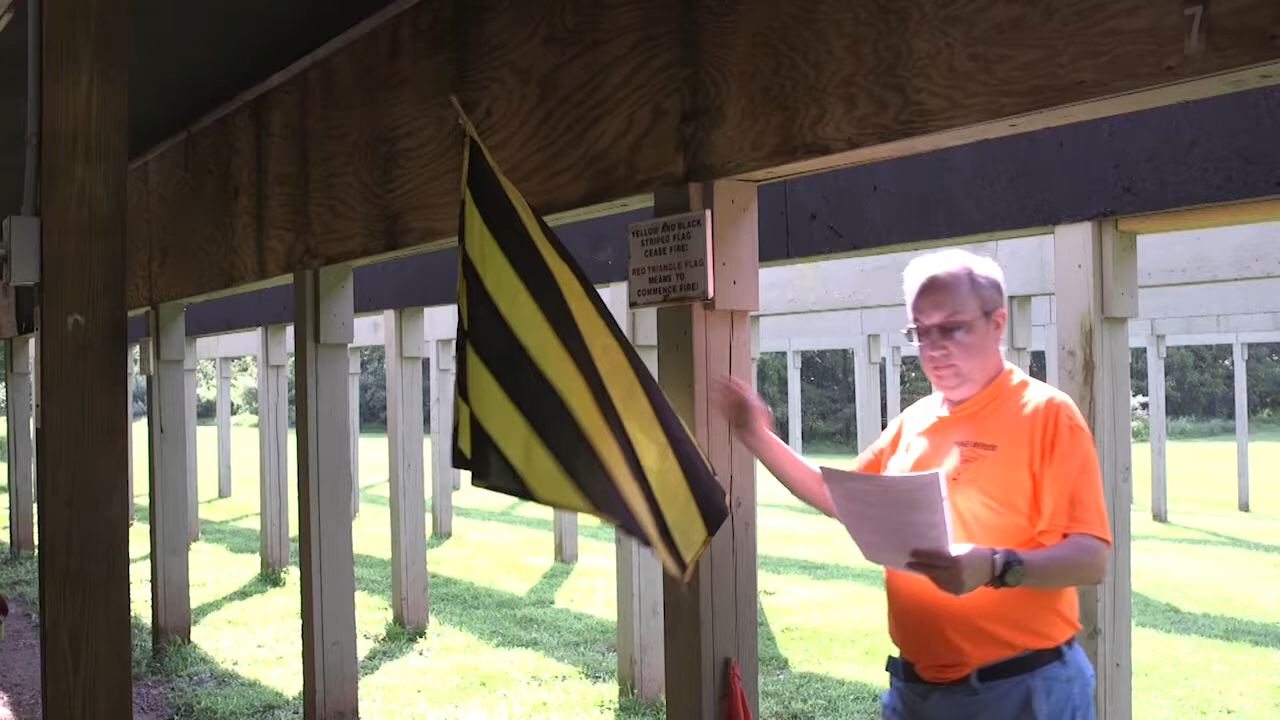 7
YELLOW AND BLACK
STRIPED FLAG
CEASE FIRE!
RED TRIANGLE FLAG
MEANS TO
COMMENCE FIRE!